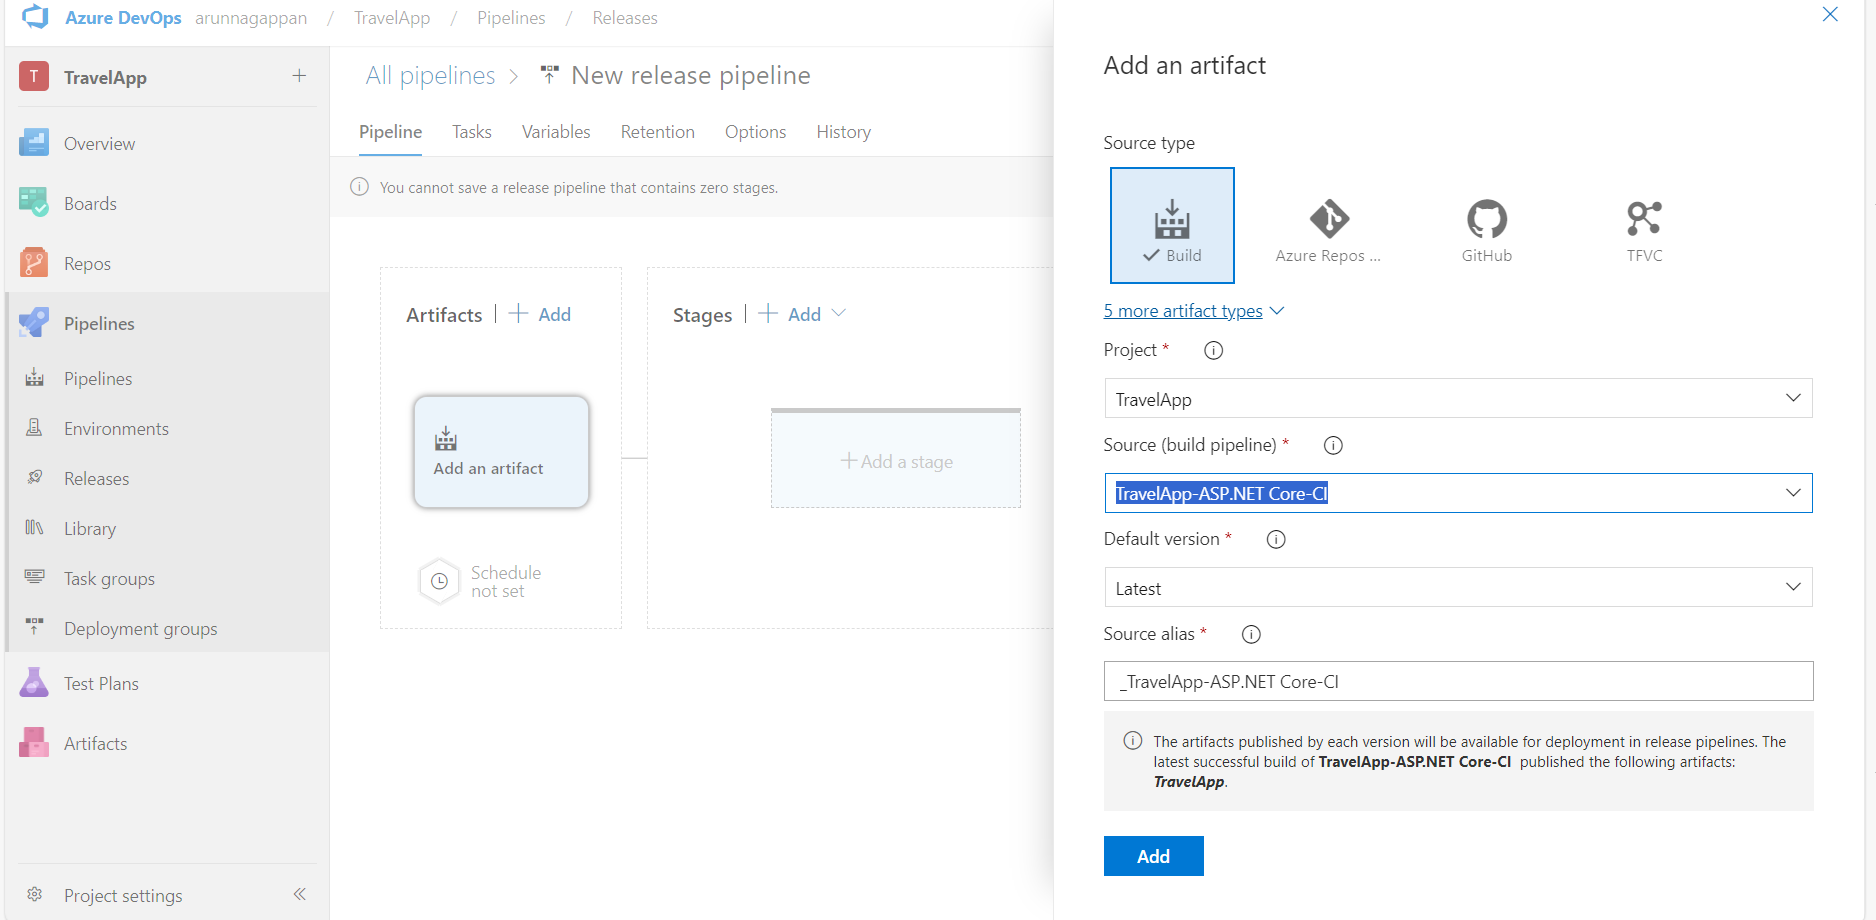 Azure DevOps arunnagappan / TravelApp / Pipelines / Releases
T TravelApp
Overview
Boards
Repos
Pipelines
Pipelines
Environments
Releases
Library
Task groups
Deployment groups
Test Plans
Artifacts
Project settings
All pipelines > New release pipeline
Pipeline Tasks Variables Retention Options History
You cannot save a release pipeline that contains zero stages.
Artifacts | + Add
Add an artifact
Schedule
not set
Stages | + Add
+ Add a stage
Add an artifact
Source type
Build
Azure Repos ...
GitHub
TFVC
5 more artifact types
Project *
TravelApp
Source (build pipeline) *
TravelApp-ASP.NET Core-CI
Default version *
Latest
Source alias *
_TravelApp-ASP.NET Core-CI
The artifacts published by each version will be available for deployment in release pipelines. The
latest successful build of TravelApp-ASP.NET Core-CI published the following artifacts:
TravelApp.
Add